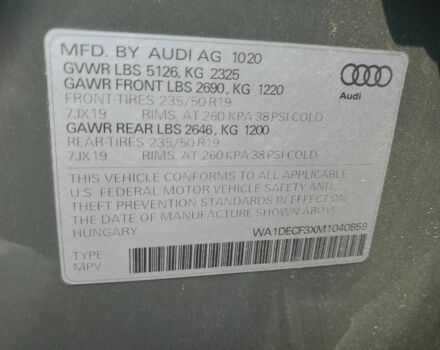 MFD. BY AUDI AG 1020
GVWR LBS 5126, KG 2325
GAWR FRONT LBS 2690, KG 1220
FRONT-TIRES 235/50 R19
7JX19 RIMS, AT 260 KPA 38 PSI COLD
GAWR REAR LBS 2646, KG 1200
REAR-TIRES 235/50 R19
7JX19 RIMS, AT 260 KPA 38 PSI COLD
Audi
THIS VEHICLE CONFORMS TO ALL APPLICABLE
U.S. FEDERAL MOTOR VEHICLE SAFETY AND
THEFT PREVENTION STANDARDS IN EFFECT ON
THE DATE OF MANUFACTURE SHOWN ABOVE.
HUNGARY WA1DECF3XM1040859
TYPE:
MPV